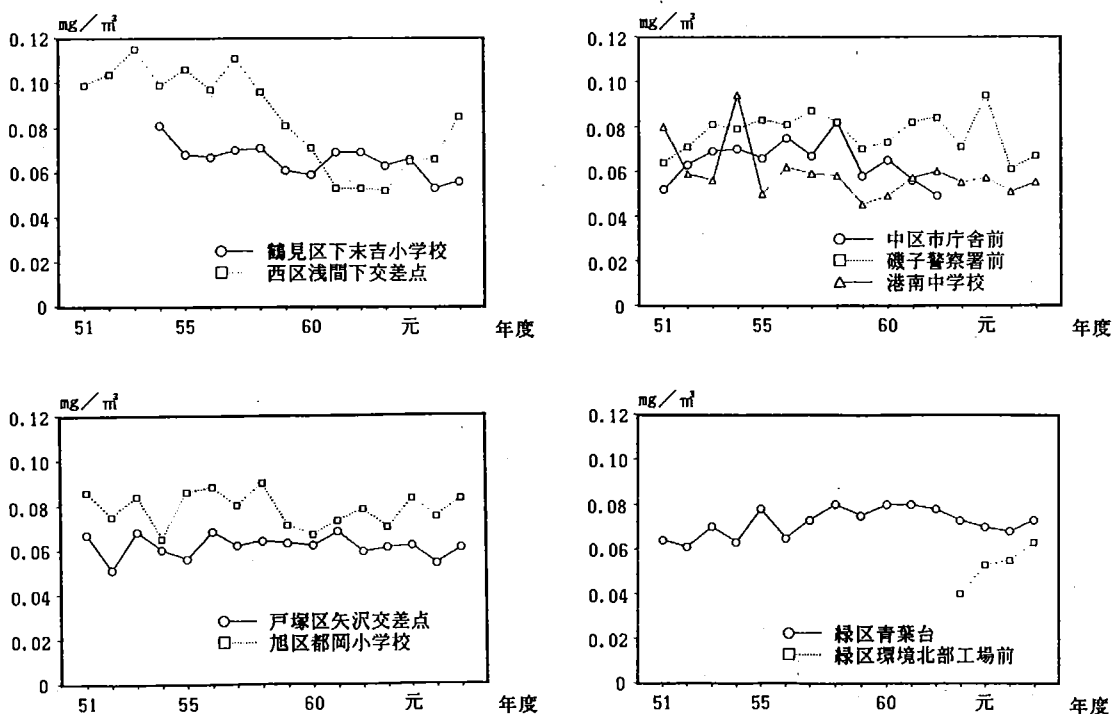 mg/㎥
0.12
0.10
0.08
0.06
0.04
0.02
0
鶴見区下末吉小学校
西区浅間下交差点
51 55 60 元 年度
mg/㎥
0.12
0.10
0.08
0.06
0.04
0.02
0
中区市庁舎前
磯子警察署前
港南中学校
51 55 60 元 年度
mg/㎥
0.12
0.10
0.08
0.06
0.04
0.02
0
戸塚区矢沢交差点
旭区都岡小学校
51 55 60 元 年度
mg/㎥
0.12
0.10
0.08
0.06
0.04
0.02
0
緑区青葉台
緑区環境北部工場前
51 55 60 元 年度